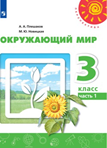 А. А. Плешаков
М. Ю. Новицкая
ОКРУЖАЮЩИЙ МИР
3
КЛАСС
ЧАСТЬ 1